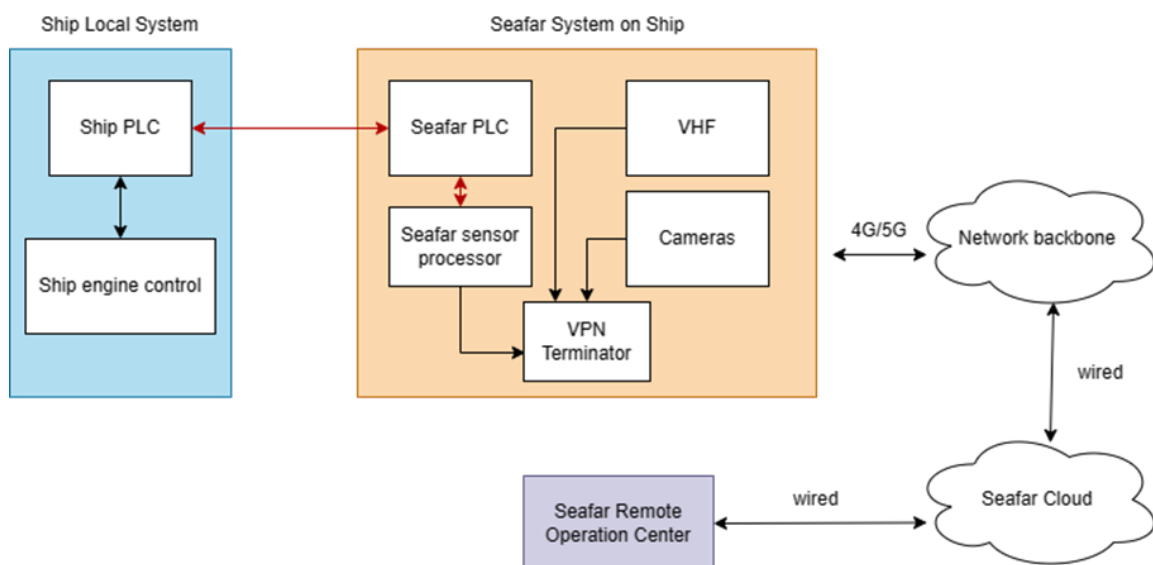 Ship Local System
Seafar System on Ship
Ship PLC
Seafar PLC
VHF
Ship engine control
Seafar sensor
processor
Cameras
VPN
Terminator
4G/5G
Network backbone
wired
Seafar Remote
Operation Center
wired
Seafar Cloud